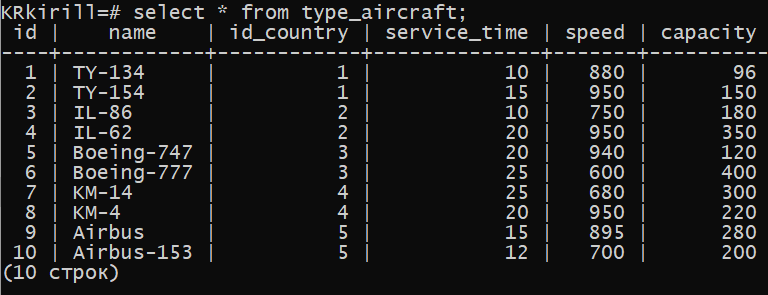 KRkirill=# select * from type_aircraft;
 id |    name     | id_country | service_time | speed | capacity
----+-------------+------------+--------------+-------+----------
  1 | TY-134      |          1 |           10 |   880 |       96
  2 | TY-154      |          1 |           15 |   950 |      150
  3 | IL-86       |          2 |           10 |   750 |      180
  4 | IL-62       |          2 |           20 |   950 |      350
  5 | Boeing-747  |          3 |           20 |   940 |      120
  6 | Boeing-777  |          3 |           25 |   600 |      400
  7 | KM-14       |          4 |           25 |   680 |      300
  8 | KM-4        |          4 |           20 |   950 |      220
  9 | Airbus      |          5 |           15 |   895 |      280
 10 | Airbus-153  |          5 |           12 |   700 |      200
(10 строк)